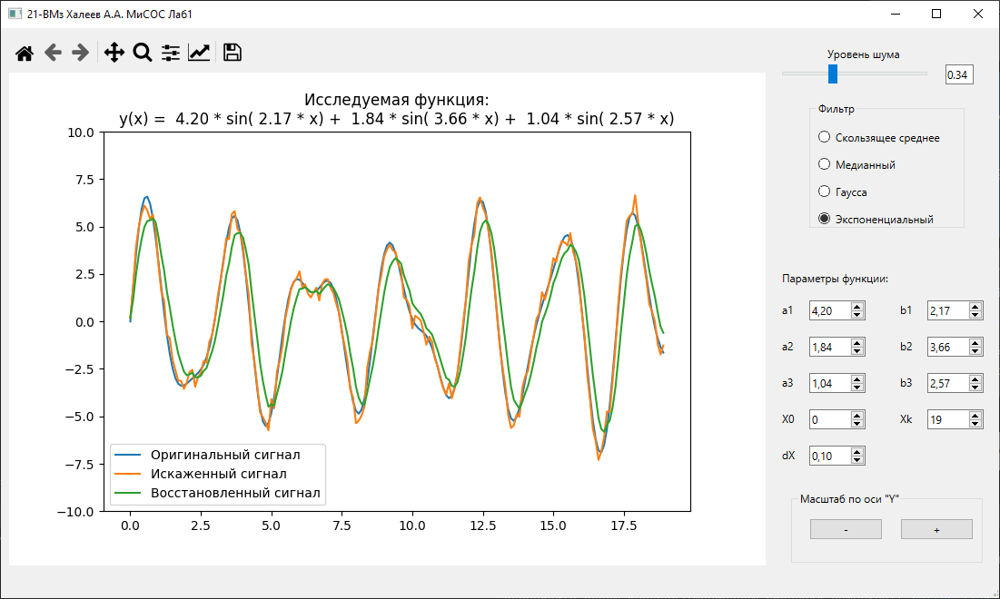 21-ВМз Халеев А.А. МиСОС Лаб1
Исследуемая функция:
y(x) =  4.20 * sin( 2.17 * x) +  1.84 * sin( 3.66 * x) +  1.04 * sin( 2.57 * x)
10.0
7.5
5.0
2.5
0.0
−2.5
−5.0
−7.5
−10.0
0.0 2.5 5.0 7.5 10.0 12.5 15.0 17.5
Оригинальный сигнал
Искаженный сигнал
Восстановленный сигнал
Уровень шума
0.34
Фильтр
Скользящее среднее
Медианный
Гаусса
Экспоненциальный
Параметры функции:
a1 4,20 b1 2,17
a2 1,84 b2 3,66
a3 1,04 b3 2,57
X0 0 Xk 19
dX 0,10
Масштаб по оси "Y"
- +